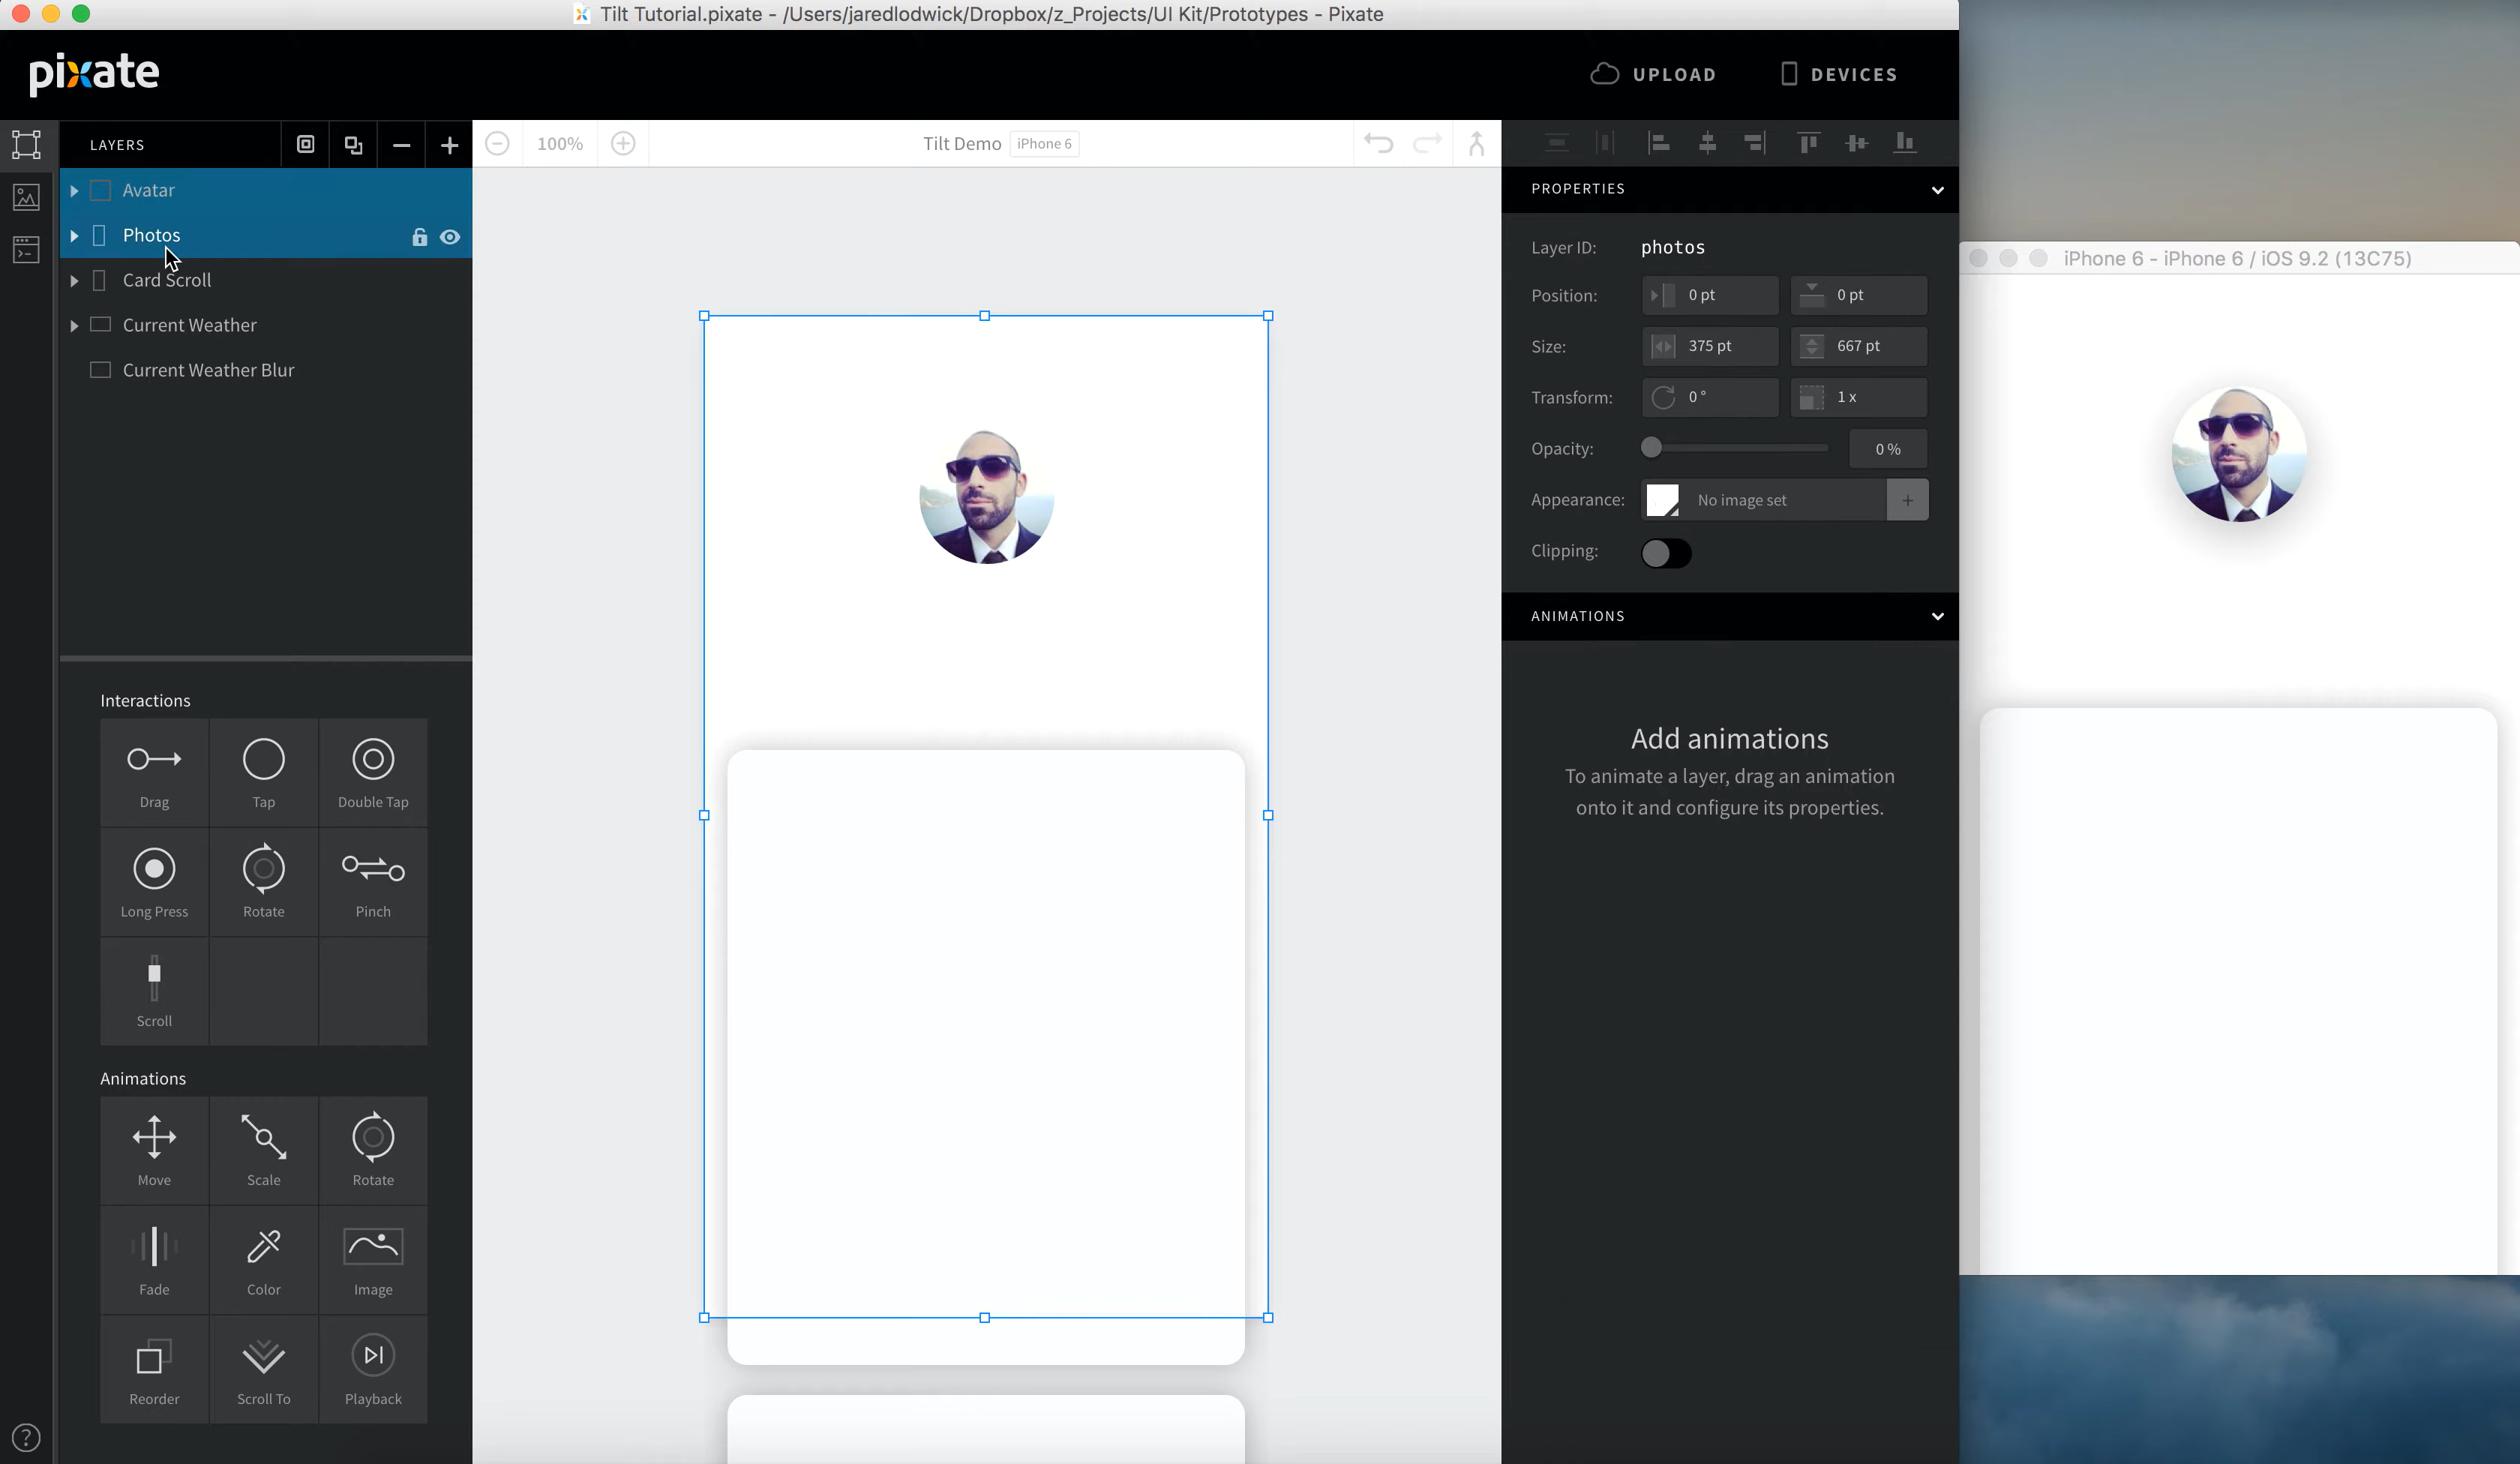 Tilt Tutorial.pixate - /Users/jaredlodwick/Dropbox/z_Projects/UI Kit/Prototypes - Pixate
pixate
UPLOAD
DEVICES
LAYERS
100%
Tilt Demo
iPhone 6
Avatar
Photos
Card Scroll
Current Weather
Current Weather Blur
Interactions
Drag
Tap
Double Tap
Long Press
Rotate
Pinch
Scroll
Animations
Move
Scale
Rotate
Fade
Color
Image
Reorder
Scroll To
Playback
?
PROPERTIES
Layer ID: photos
Position: 0 pt 0 pt
Size: 375 pt 667 pt
Transform: 0 ° 1 x
Opacity: 0 %
Appearance: No image set +
Clipping:
ANIMATIONS
Add animations
To animate a layer, drag an animation
onto it and configure its properties.
iPhone 6 - iPhone 6 / iOS 9.2 (13C75)